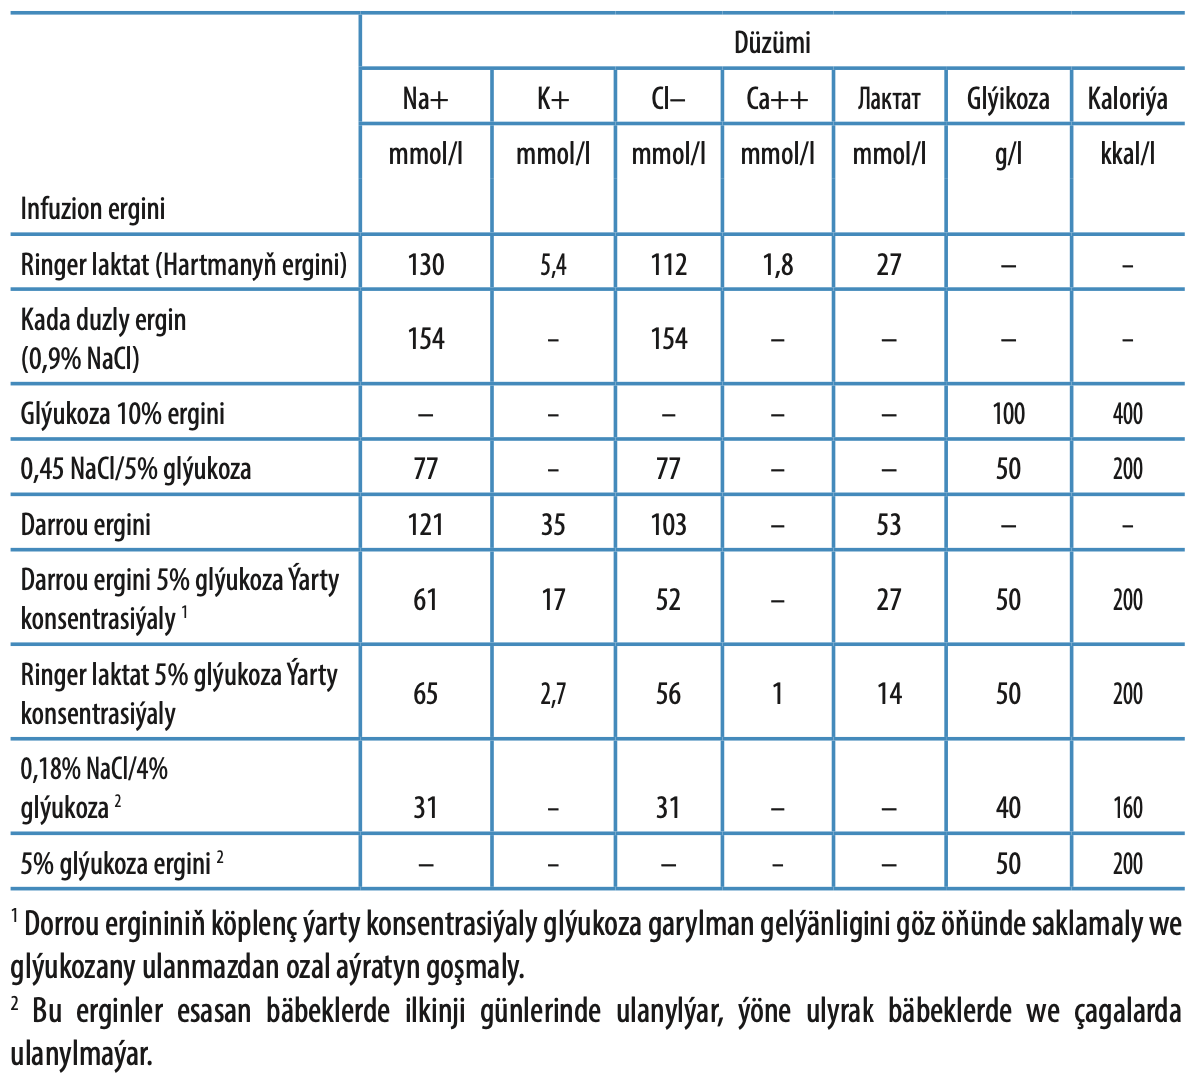 Düzümi
Na+ K+ Cl– Ca++ Лактат Glýikoza Kaloriýa
mmol/l mmol/l mmol/l mmol/l mmol/l g/l kkal/l
Infuzion ergini
Ringer laktat (Hartmanyň ergini) 130 5,4 112 1,8 27 – –
Kada duzly ergin
(0,9% NaCl) 154 – 154 – – – –
Glýukoza 10% ergini – – – – – 100 400
0,45 NaCl/5% glýukoza 77 – 77 – – 50 200
Darrou ergini 121 35 103 – 53 – –
Darrou ergini 5% glýukoza Ýarty
konsentrasiýaly ¹ 61 17 52 – 27 50 200
Ringer laktat 5% glýukoza Ýarty
konsentrasiýaly 65 2,7 56 1 14 50 200
0,18% NaCl/4%
glýukoza ² 31 – 31 – – 40 160
5% glýukoza ergini ² – – – – – 50 200
¹ Dorrou ergininiň köplenç ýarty konsentrasiýaly glýukoza garylman gelýänligini göz öňünde saklamaly we
glýukozany ulanmazdan ozal aýratyn goşmaly.
² Bu erginler esasan bäbeklerde ilkinji günlerinde ulanylýar, ýöne ulyrak bäbeklerde we çagalarda
ulanylmaýar.